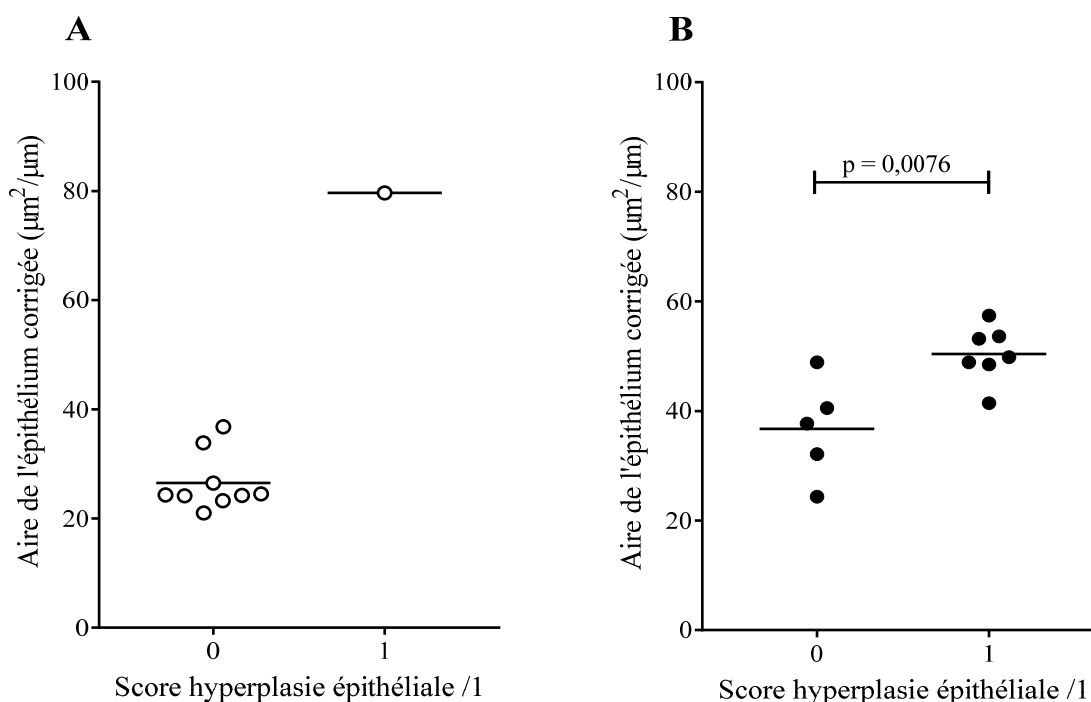 A
Aire de l'épithélium corrigée (µm²/µm)
100
80
60
40
20
0
0 1
Score hyperplasie épithéliale /1
B
Aire de l'épithélium corrigée (µm²/µm)
100
80
60
40
20
0
p = 0,0076
0 1
Score hyperplasie épithéliale /1